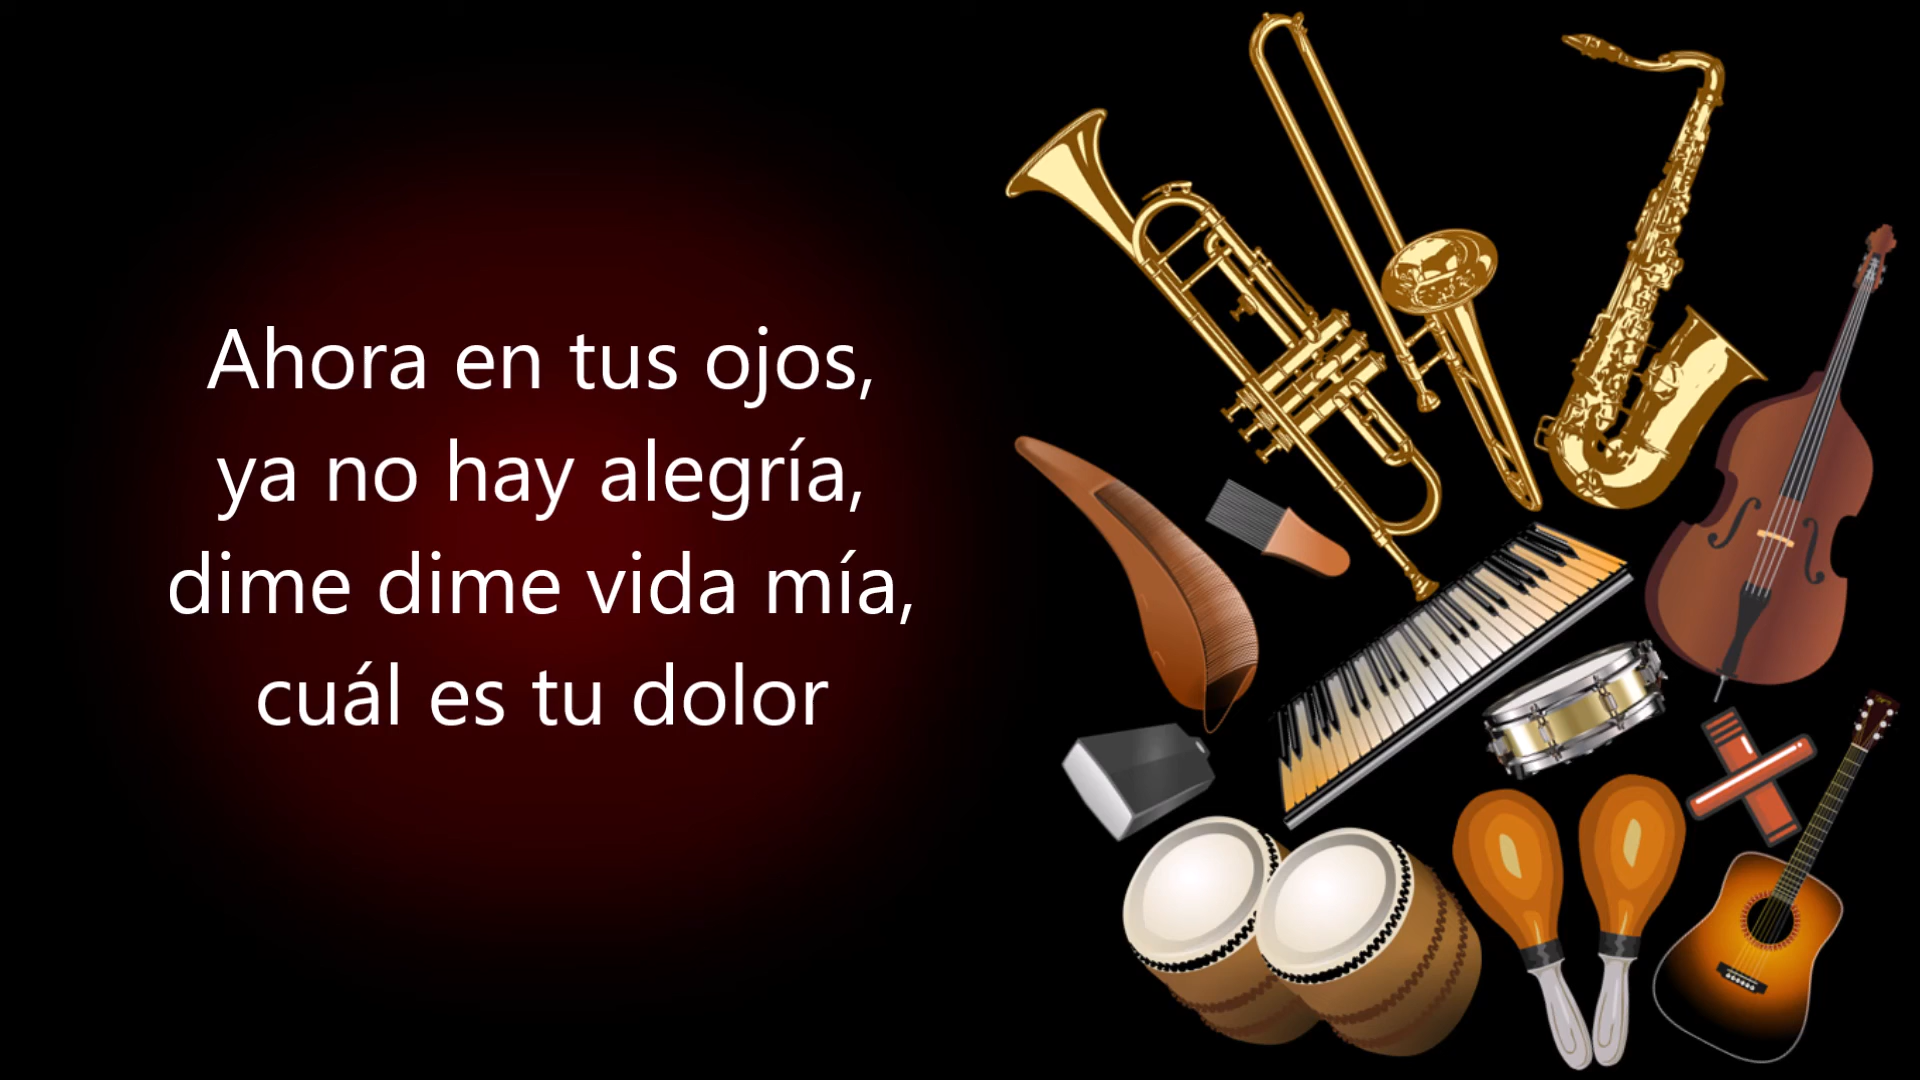 Ahora en tus ojos,
ya no hay alegría,
dime dime vida mía,
cuál es tu dolor